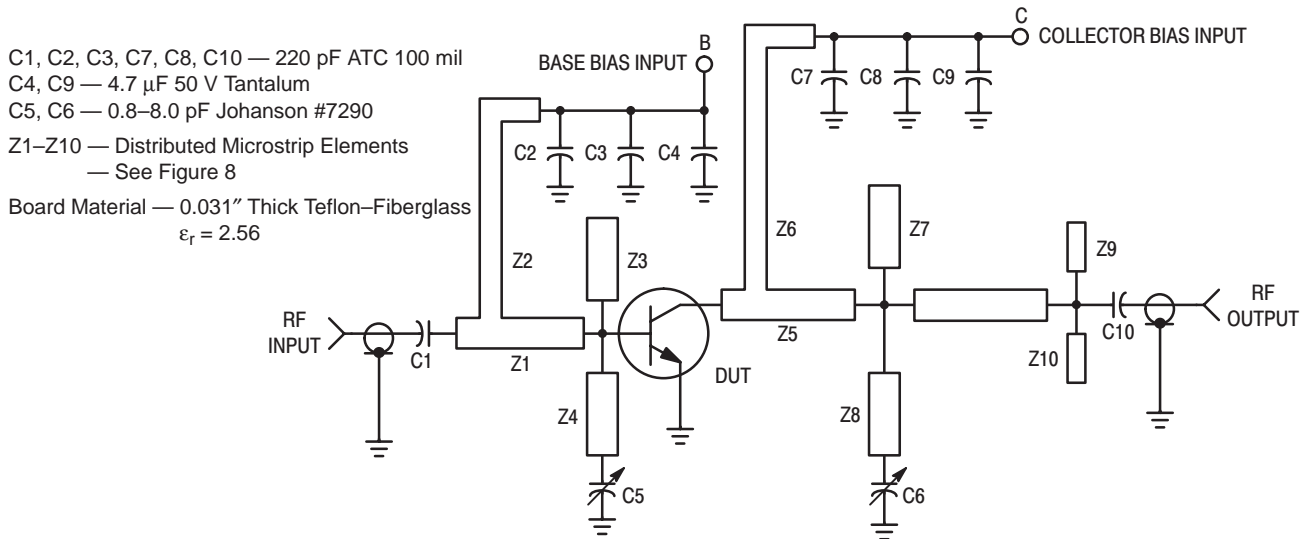 C1, C2, C3, C7, C8, C10 — 220 pF ATC 100 mil
C4, C9 — 4.7 μF 50 V Tantalum
C5, C6 — 0.8–8.0 pF Johanson #7290
Z1–Z10 — Distributed Microstrip Elements
— See Figure 8
Board Material — 0.031″ Thick Teflon–Fiberglass
εr = 2.56
BASE BIAS INPUT
B
C
COLLECTOR BIAS INPUT
C7
C8
C9
C2
C3
C4
Z2
Z3
Z6
Z7
Z9
RF
INPUT
C1
Z1
DUT
Z5
C10
RF
OUTPUT
Z10
Z4
Z8
C5
C6